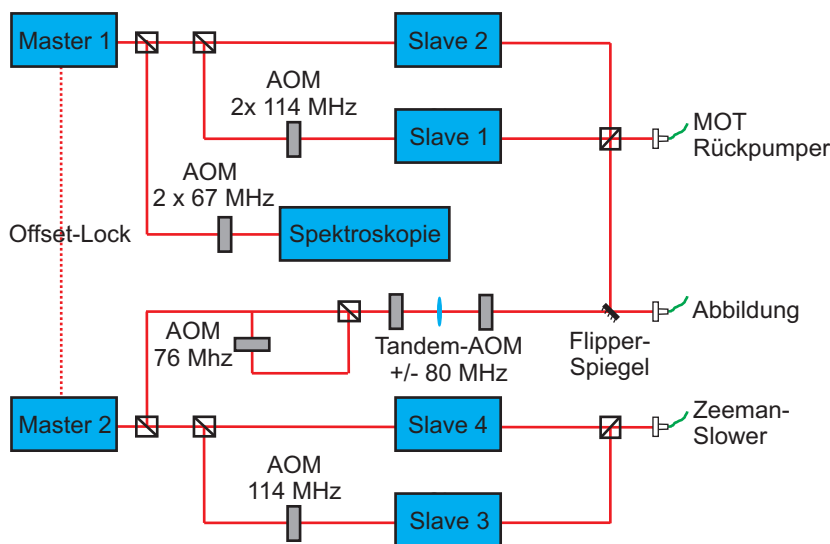 Master 1
Slave 2
AOM
2x 114 MHz
Slave 1
MOT
Rückpumper
AOM
2 x 67 MHz
Offset-Lock
Spektroskopie
AOM
76 Mhz
Tandem-AOM
+/- 80 MHz
Flipper-
Spiegel
Abbildung
Master 2
Slave 4
Zeeman-
Slower
AOM
114 MHz
Slave 3